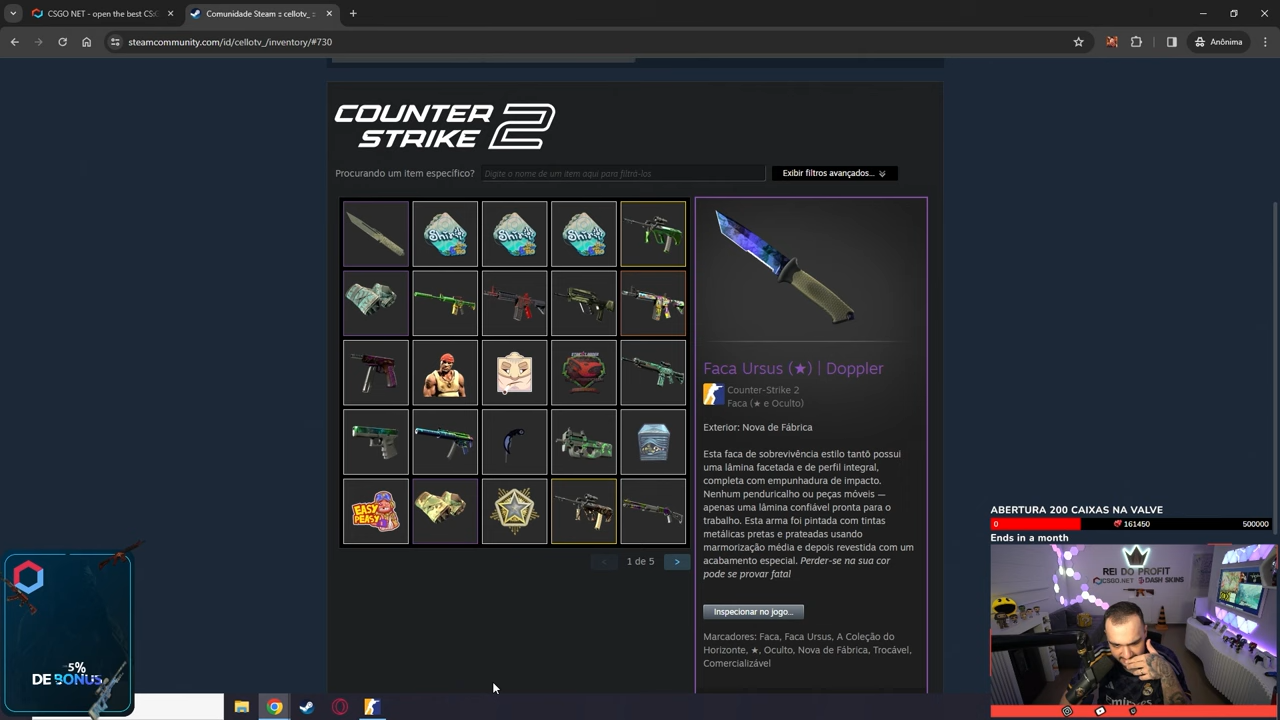 CSGO NET - open the best CS:G
Comunidade Steam :: cellotv_ ::
steamcommunity.com/id/cellotv_/inventory/#730
Anônima
COUNTER
STRIKE 2
Procurando um item específico?
Digite o nome de um item aqui para filtrá-los
Exibir filtros avançados...
Shiny
EASY
PEASY
1 de 5
Faca Ursus (★) | Doppler
Counter-Strike 2
Faca (★ e Oculto)
Exterior: Nova de Fábrica
Esta faca de sobrevivência estilo tantô possui
uma lâmina facetada e de perfil integral,
completa com empunhadura de impacto.
Nenhum penduricalho ou peças móveis —
apenas uma lâmina confiável pronta para o
trabalho. Esta arma foi pintada com tintas
metálicas pretas e prateadas usando
marmorização média e depois revestida com um
acabamento especial. Perder-se na sua cor
pode se provar fatal
Inspecionar no jogo...
Marcadores: Faca, Faca Ursus, A Coleção do
Horizonte, ★, Oculto, Nova de Fábrica, Trocável,
Comercializável
ABERTURA 200 CAIXAS NA VALVE
0 161450 500000
Ends in a month
REI DO PROFIT
CSGO.NET DASH SKINS
5%
DE BONUS